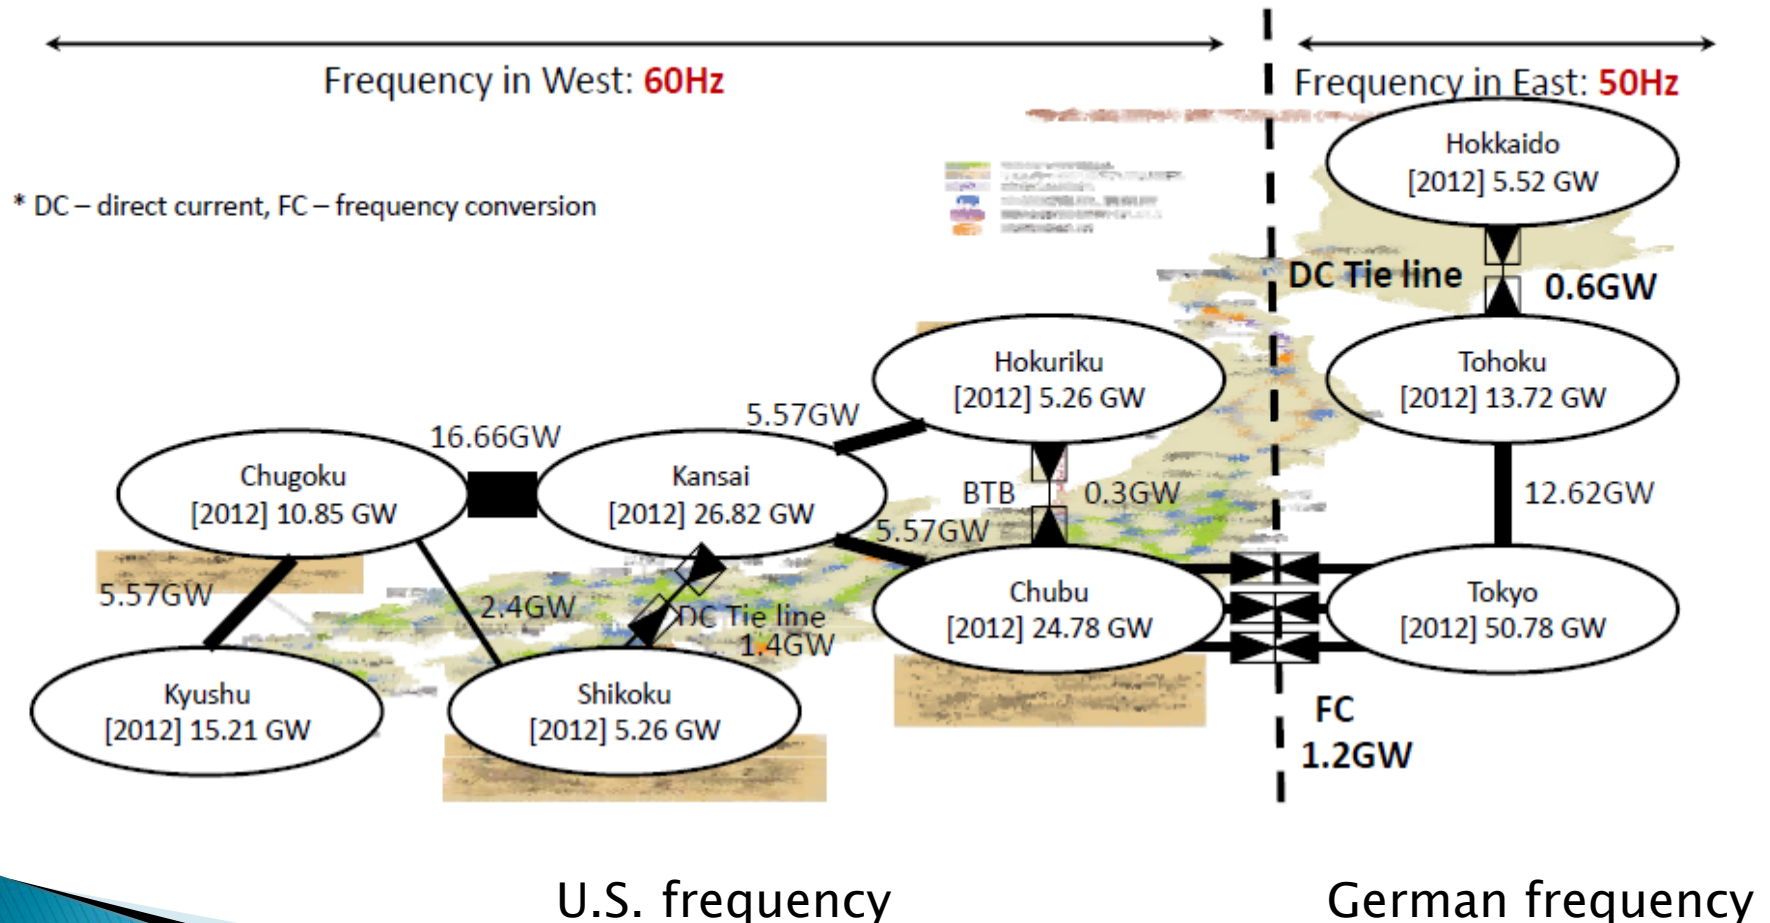 Frequency in West: 60Hz
Frequency in East: 50Hz
* DC – direct current, FC – frequency conversion
Hokkaido
[2012] 5.52 GW
DC Tie line
0.6GW
Hokuriku
[2012] 5.26 GW
Tohoku
[2012] 13.72 GW
5.57GW
16.66GW
Chugoku
[2012] 10.85 GW
Kansai
[2012] 26.82 GW
BTB
0.3GW
12.62GW
5.57GW
5.57GW
2.4GW
DC Tie line
1.4GW
Chubu
[2012] 24.78 GW
Tokyo
[2012] 50.78 GW
Kyushu
[2012] 15.21 GW
Shikoku
[2012] 5.26 GW
FC
1.2GW
U.S. frequency
German frequency